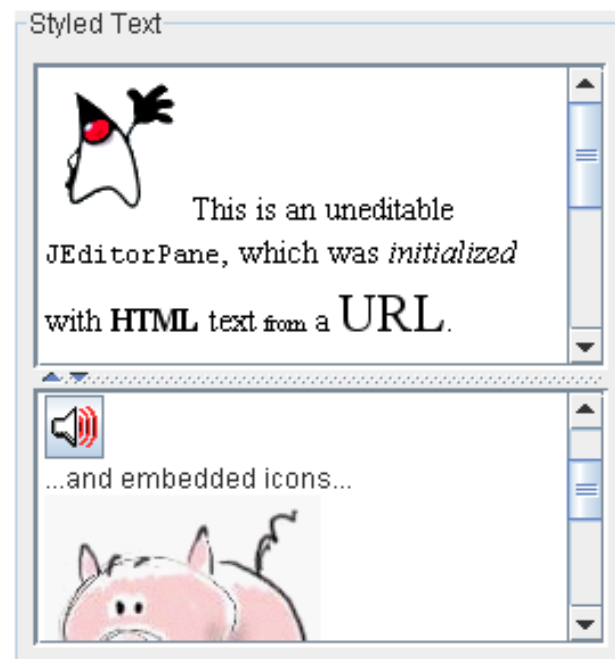 Styled Text
This is an uneditable
JEditorPane, which was initialized
with HTML text from a URL.
...and embedded icons...